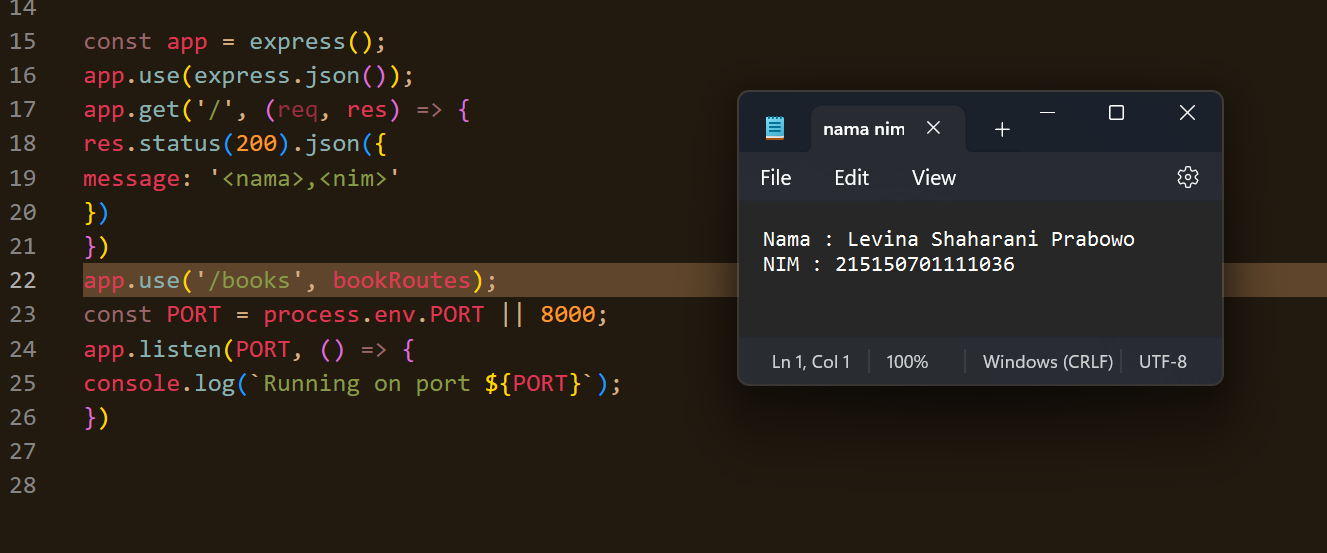 14
15 const app = express();
16 app.use(express.json());
17 app.get('/', (req, res) => {
18 res.status(200).json({
19 message: '<nama>,<nim>'
20 })
21 })
22 app.use('/books', bookRoutes);
23 const PORT = process.env.PORT || 8000;
24 app.listen(PORT, () => {
25 console.log(`Running on port ${PORT}`);
26 })
27
28
nama nim
File Edit View
Nama : Levina Shaharani Prabowo
NIM : 215150701111036
Ln 1, Col 1 100% Windows (CRLF) UTF-8